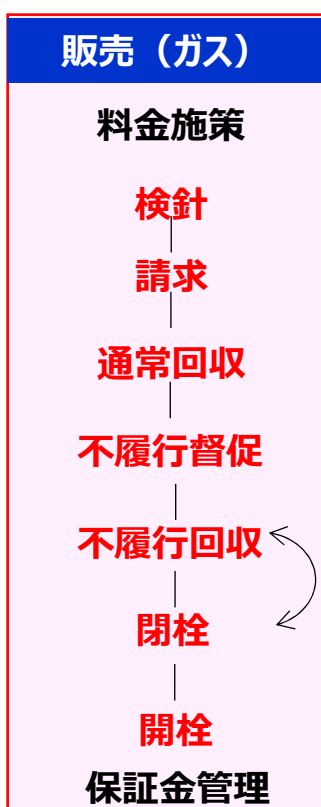 販売（ガス）
料金施策
検針
請求
通常回収
不履行督促
不履行回収
閉栓
開栓
保証金管理